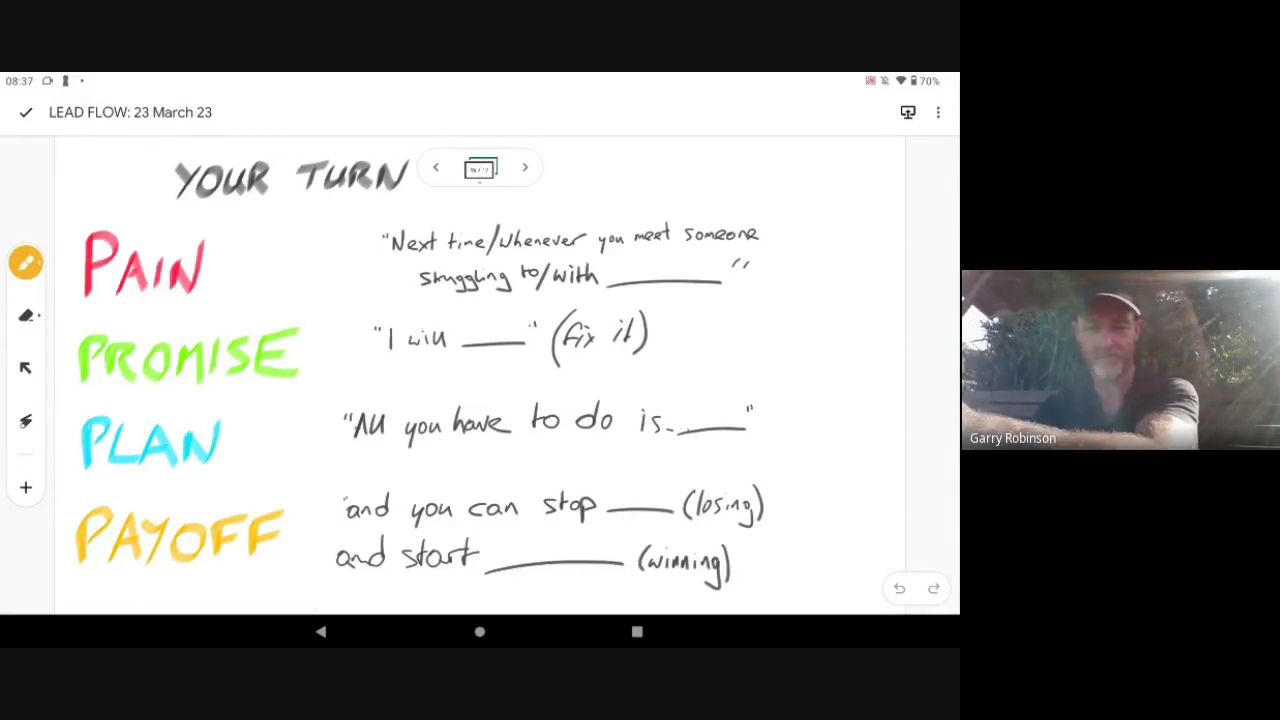 08:37
70%
LEAD FLOW: 23 March 23
YOUR TURN
PAIN
"Next time/whenever you meet someone
struggling to/with ________"
PROMISE
"I will ____" (fix it)
PLAN
"All you have to do is... ____"
PAYOFF
and you can stop ____ (losing)
and start ________ (winning)
Garry Robinson